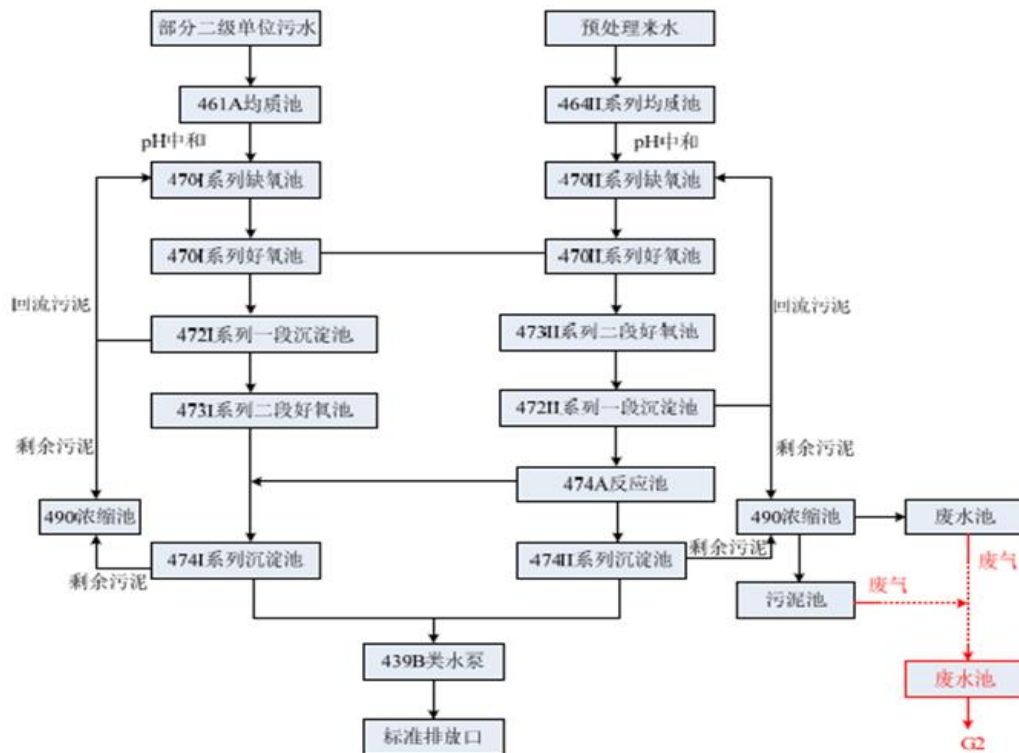 部分二级单位污水
预处理来水
461A均质池
464II系列均质池
pH中和
pH中和
470I系列缺氧池
470II系列缺氧池
470I系列好氧池
470II系列好氧池
回流污泥
回流污泥
472I系列一段沉淀池
473II系列二段好氧池
473I系列二段好氧池
472II系列一段沉淀池
剩余污泥
剩余污泥
474A反应池
490浓缩池
490浓缩池
废水池
474I系列沉淀池
474II系列沉淀池
剩余污泥
剩余污泥
废气
污泥池
废气
439B类水泵
废水池
标准排放口
G2